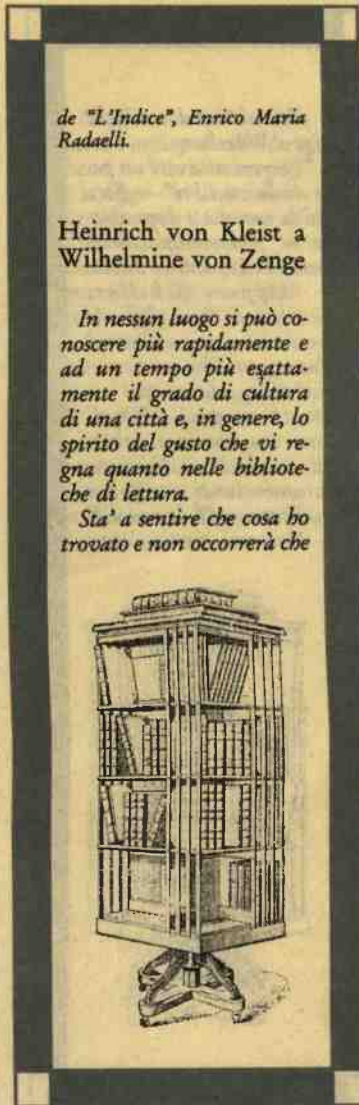 de "L'Indice", Enrico Maria
Radaelli.
Heinrich von Kleist a
Wilhelmine von Zenge
In nessun luogo si può co-
noscere più rapidamente e
ad un tempo più esatta-
mente il grado di cultura
di una città e, in genere, lo
spirito del gusto che vi re-
gna quanto nelle bibliote-
che di lettura.
Sta' a sentire che cosa ho
trovato e non occorrerà che